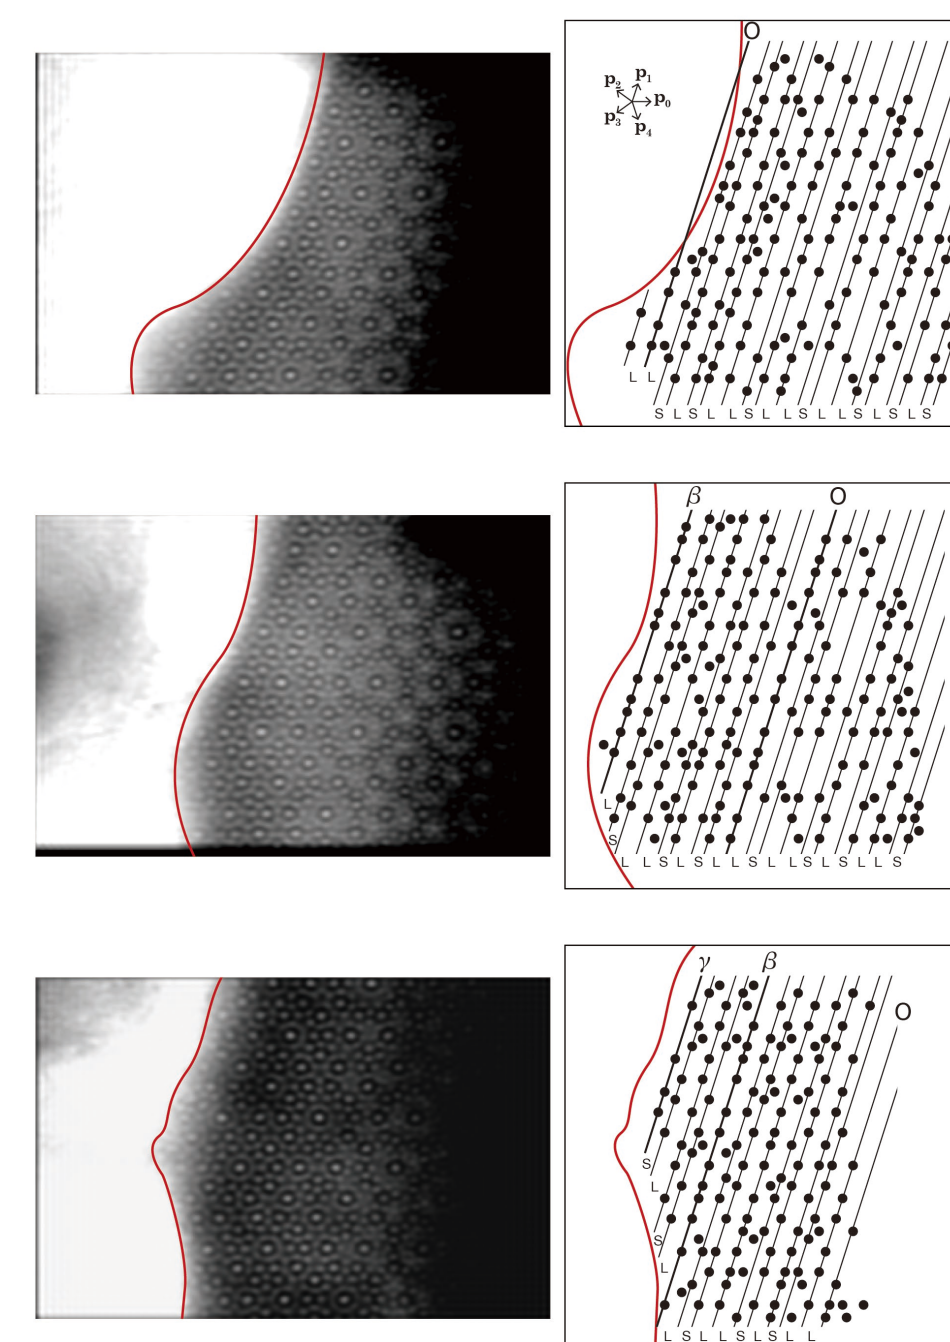 O
p₁
p₂
p₀
p₃
p₄
L L
S L S L L S L L S L L S L S L S
β O
L
S
L L S L S L L S L L S L S L L S
γ β
O
S
L
S
L
L S L L S L S L L